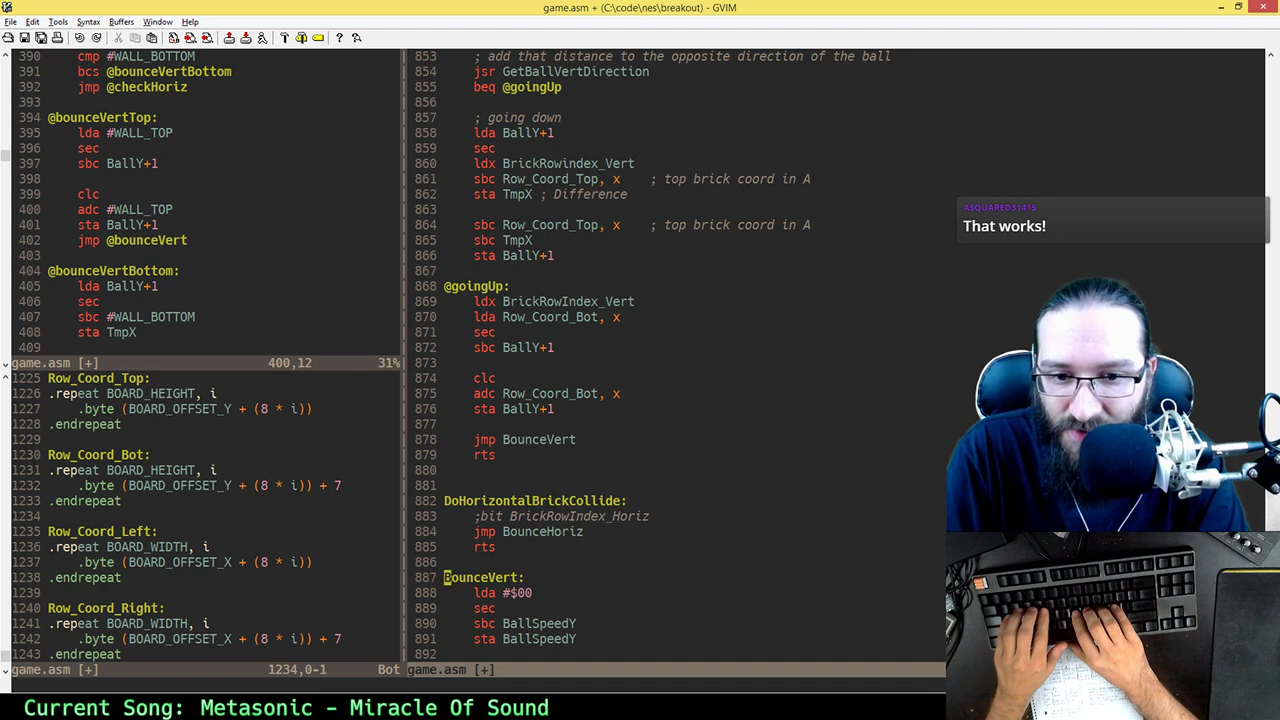 game.asm + (C:\code\nes\breakout) - GVIM
File Edit Tools Syntax Buffers Window Help
390 cmp #WALL_BOTTOM
391 bcs @bounceVertBottom
392 jmp @checkHoriz
393
394 @bounceVertTop:
395 lda #WALL_TOP
396 sec
397 sbc BallY+1
398
399 clc
400 adc #WALL_TOP
401 sta BallY+1
402 jmp @bounceVert
403
404 @bounceVertBottom:
405 lda BallY+1
406 sec
407 sbc #WALL_BOTTOM
408 sta TmpX
409
game.asm [+] 400,12 31%
1225 Row_Coord_Top:
1226 .repeat BOARD_HEIGHT, i
1227 .byte (BOARD_OFFSET_Y + (8 * i))
1228 .endrepeat
1229
1230 Row_Coord_Bot:
1231 .repeat BOARD_HEIGHT, i
1232 .byte (BOARD_OFFSET_Y + (8 * i)) + 7
1233 .endrepeat
1234
1235 Row_Coord_Left:
1236 .repeat BOARD_WIDTH, i
1237 .byte (BOARD_OFFSET_X + (8 * i))
1238 .endrepeat
1239
1240 Row_Coord_Right:
1241 .repeat BOARD_WIDTH, i
1242 .byte (BOARD_OFFSET_X + (8 * i)) + 7
1243 .endrepeat
game.asm [+] 1234,0-1 Bot
853 ; add that distance to the opposite direction of the ball
854 jsr GetBallVertDirection
855 beq @goingUp
856
857 ; going down
858 lda BallY+1
859 sec
860 ldx BrickRowindex_Vert
861 sbc Row_Coord_Top, x ; top brick coord in A
862 sta TmpX ; Difference
863
864 sbc Row_Coord_Top, x ; top brick coord in A
865 sbc TmpX
866 sta BallY+1
867
868 @goingUp:
869 ldx BrickRowIndex_Vert
870 lda Row_Coord_Bot, x
871 sec
872 sbc BallY+1
873
874 clc
875 adc Row_Coord_Bot, x
876 sta BallY+1
877
878 jmp BounceVert
879 rts
880
881
882 DoHorizontalBrickCollide:
883 ;bit BrickRowIndex_Horiz
884 jmp BounceHoriz
885 rts
886
887 BounceVert:
888 lda #$00
889 sec
890 sbc BallSpeedY
891 sta BallSpeedY
892
game.asm [+]
ASQUARED31415
That works!
Current Song: Metasonic - Miracle Of Sound